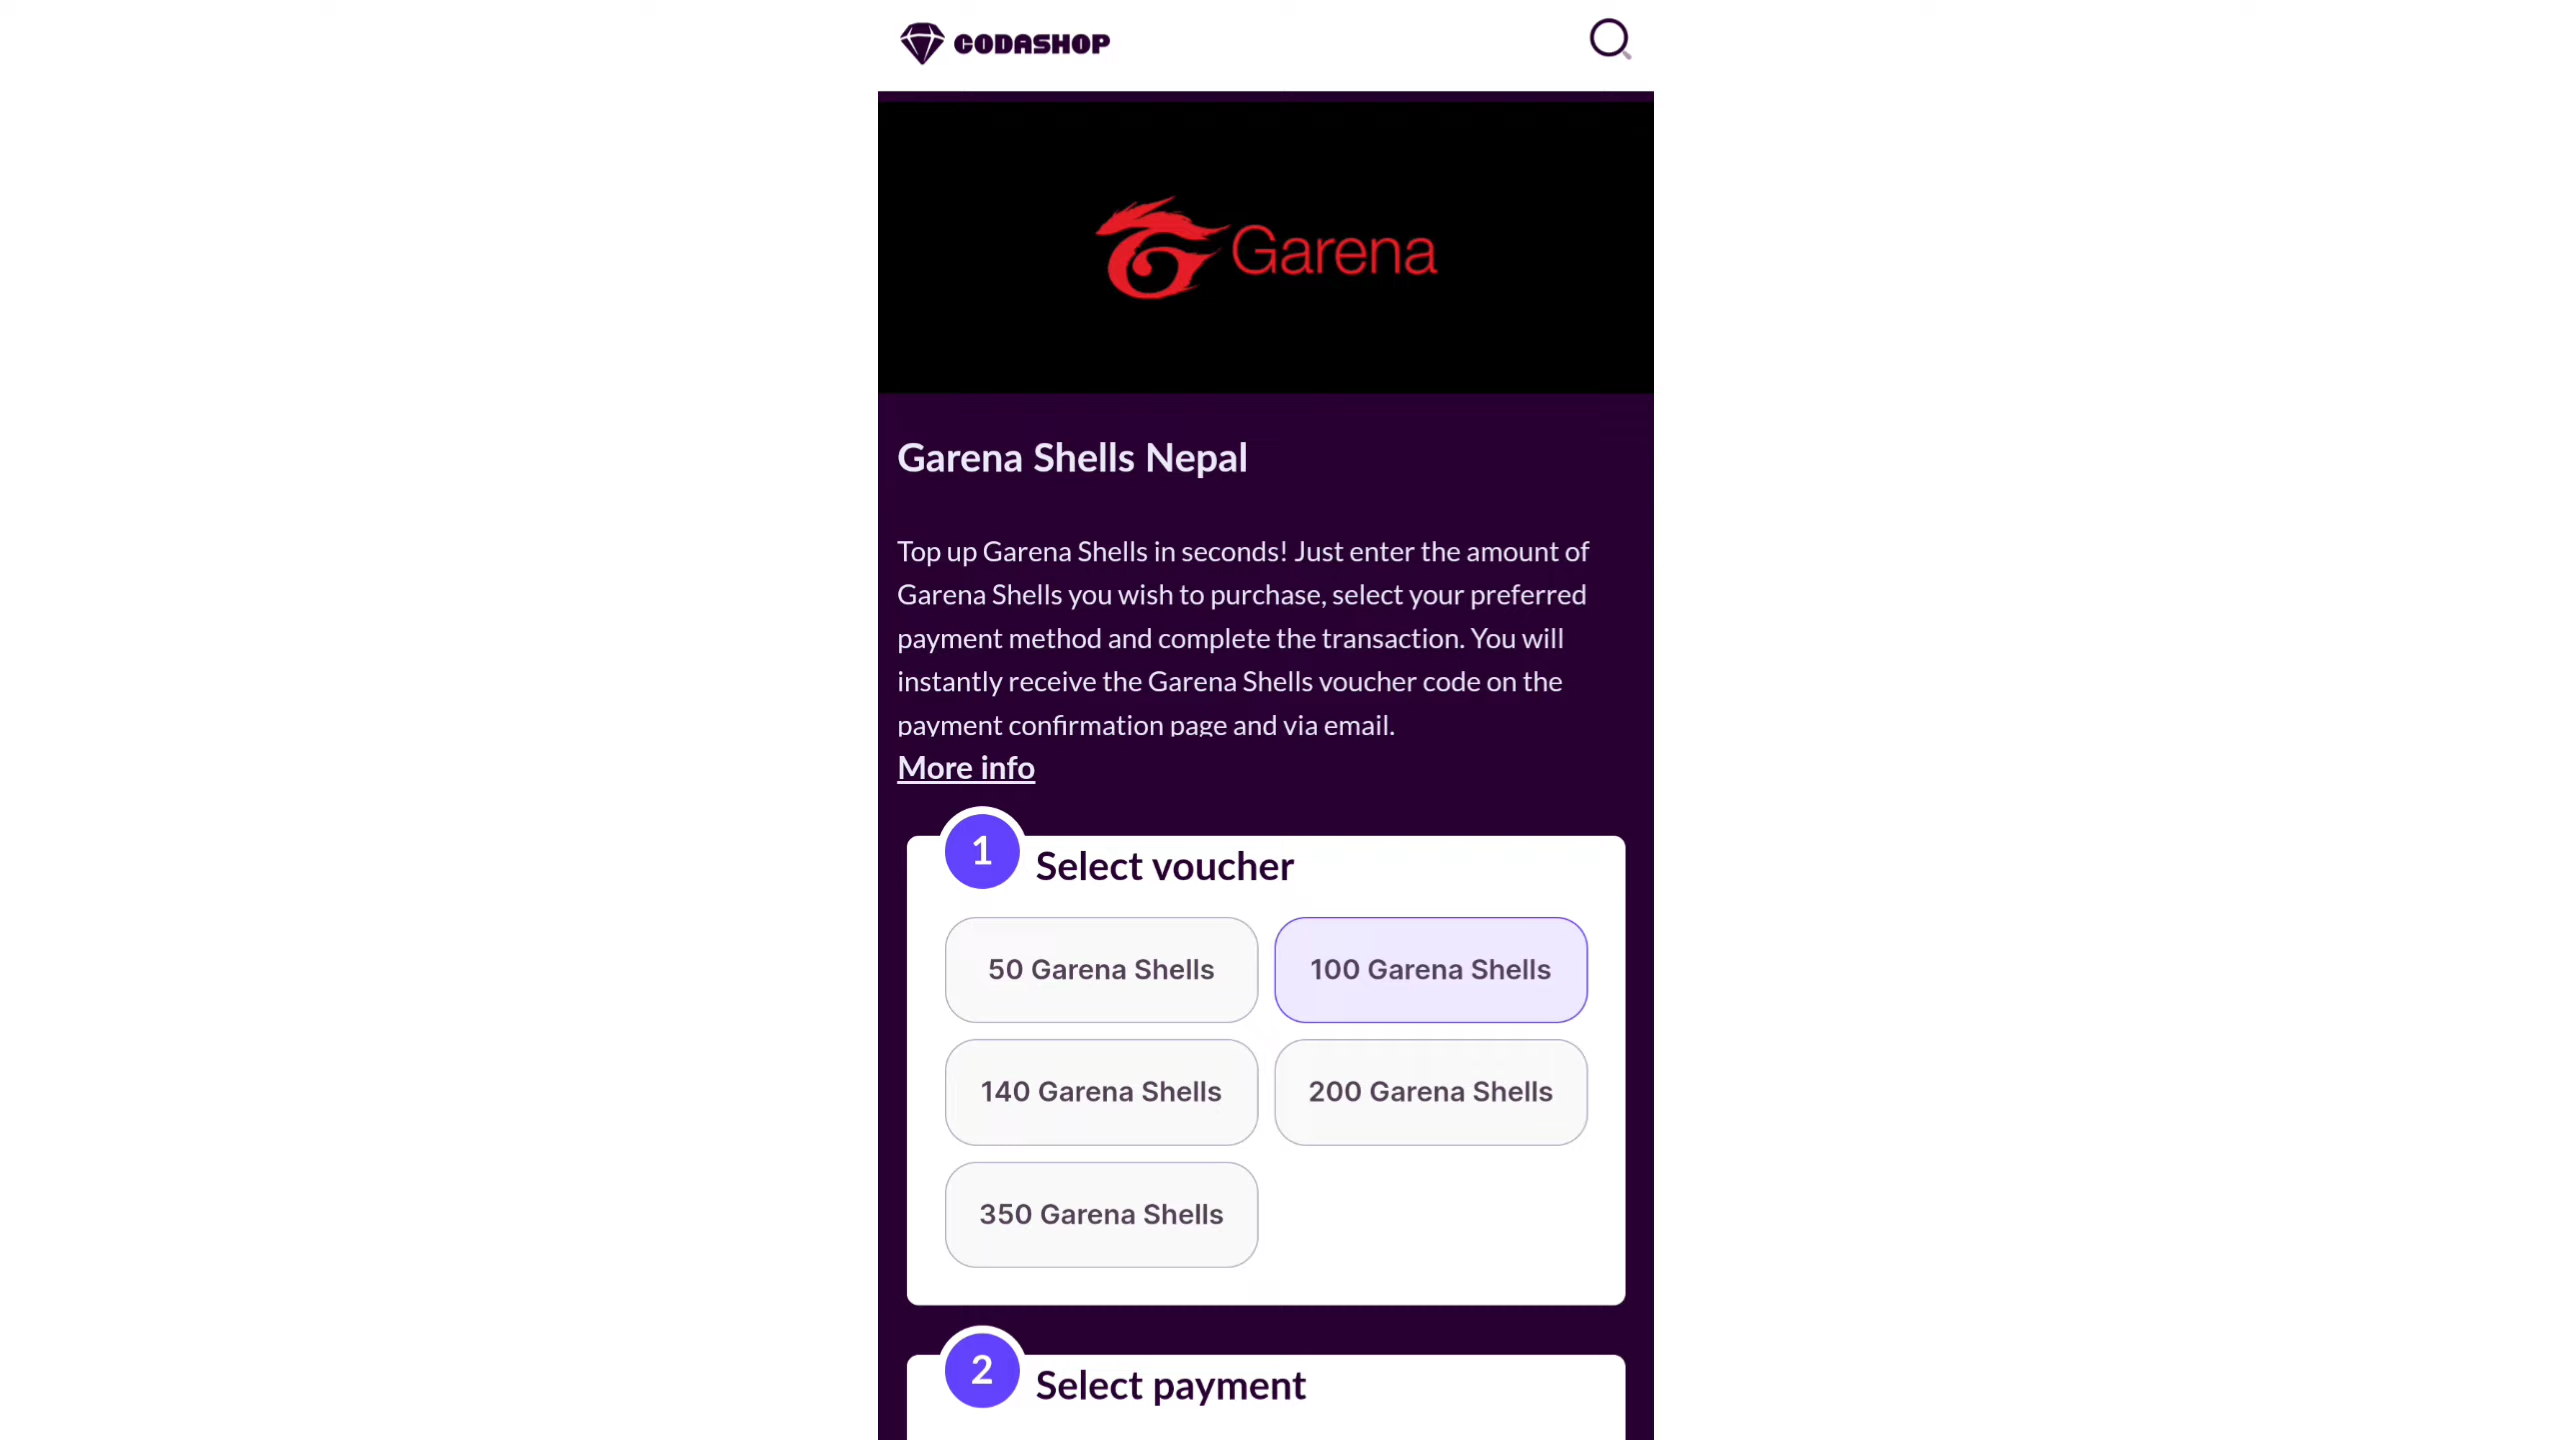 CODASHOP
Garena
Garena Shells Nepal
Top up Garena Shells in seconds! Just enter the amount of
Garena Shells you wish to purchase, select your preferred
payment method and complete the transaction. You will
instantly receive the Garena Shells voucher code on the
payment confirmation page and via email.
More info
1
Select voucher
50 Garena Shells
100 Garena Shells
140 Garena Shells
200 Garena Shells
350 Garena Shells
2
Select payment